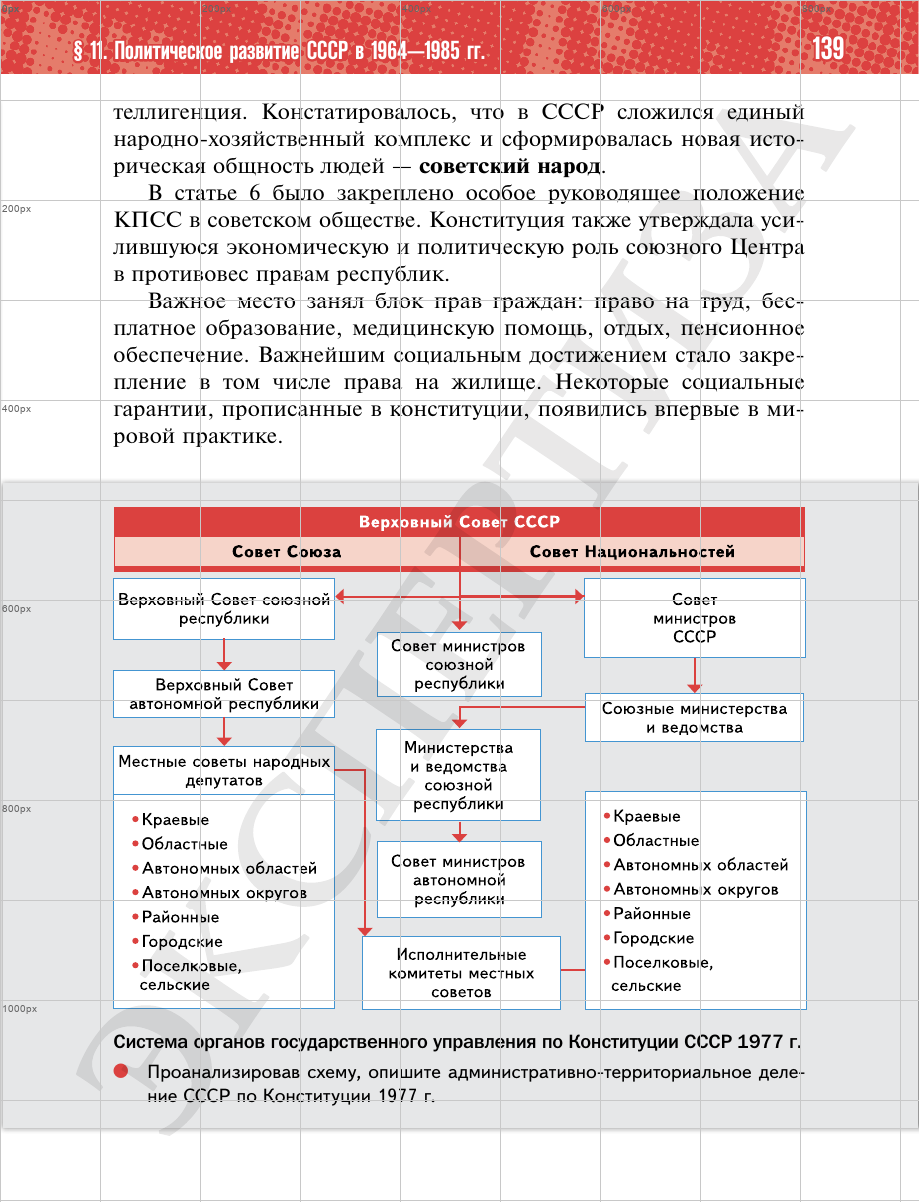 § 11. Политическое развитие СССР в 1964—1985 гг.
139
теллигенция. Констатировалось, что в СССР сложился единый
народно-хозяйственный комплекс и сформировалась новая исто-
рическая общность людей — советский народ.
В статье 6 было закреплено особое руководящее положение
КПСС в советском обществе. Конституция также утверждала уси-
лившуюся экономическую и политическую роль союзного Центра
в противовес правам республик.
Важное место занял блок прав граждан: право на труд, бес-
платное образование, медицинскую помощь, отдых, пенсионное
обеспечение. Важнейшим социальным достижением стало закре-
пление в том числе права на жилище. Некоторые социальные
гарантии, прописанные в конституции, появились впервые в ми-
ровой практике.
Верховный Совет СССР
Совет Союза
Совет Национальностей
Верховный Совет союзной
республики
Совет
министров
СССР
Совет министров
союзной
республики
Верховный Совет
автономной республики
Союзные министерства
и ведомства
Министерства
и ведомства
союзной
республики
Местные советы народных
депутатов
• Краевые
• Областные
• Автономных областей
• Автономных округов
• Районные
• Городские
• Поселковые,
сельские
Совет министров
автономной
республики
Исполнительные
комитеты местных
советов
• Краевые
• Областные
• Автономных областей
• Автономных округов
• Районные
• Городские
• Поселковые,
сельские
Система органов государственного управления по Конституции СССР 1977 г.
Проанализировав схему, опишите административно-территориальное деле-
ние СССР по Конституции 1977 г.
ЭКСПЕРТИЗА
200px
400px
600px
800px
1000px